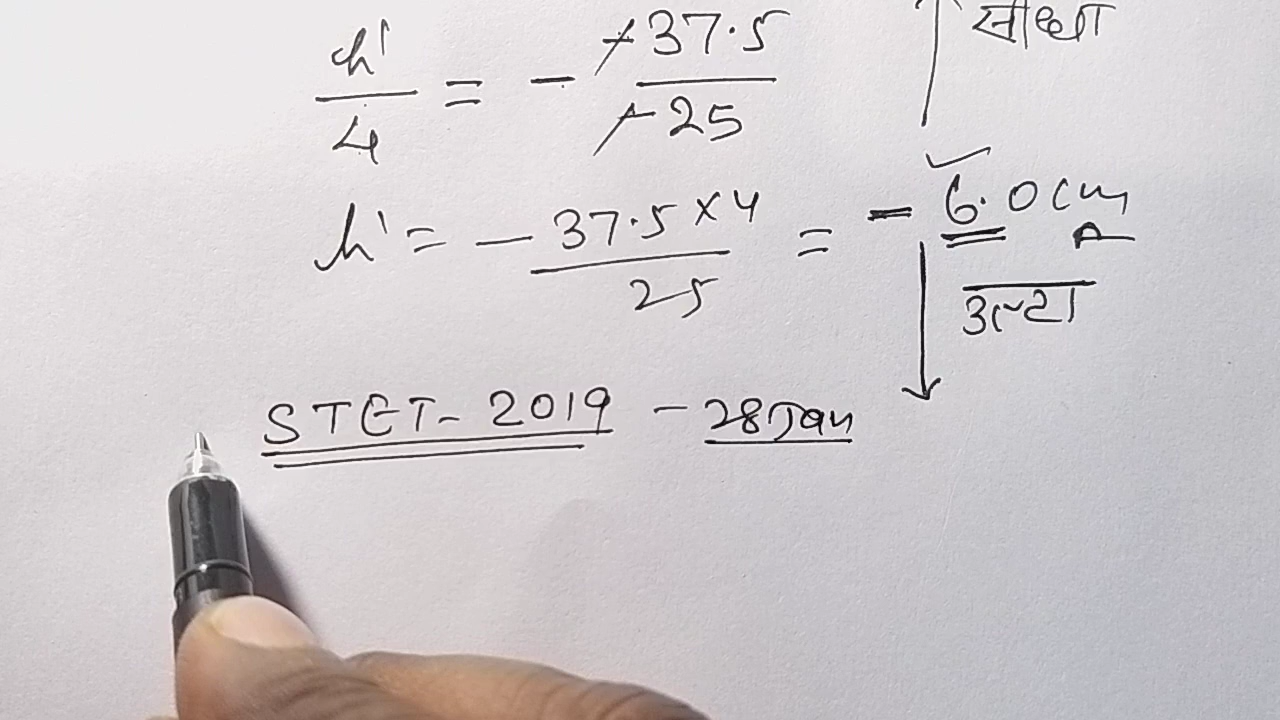 सीधा
h'/4 = - -37.5/-25
h' = - 37.5×4/25 = - 6.0 cm
उल्टा
STET- 2019 - 28 Jan